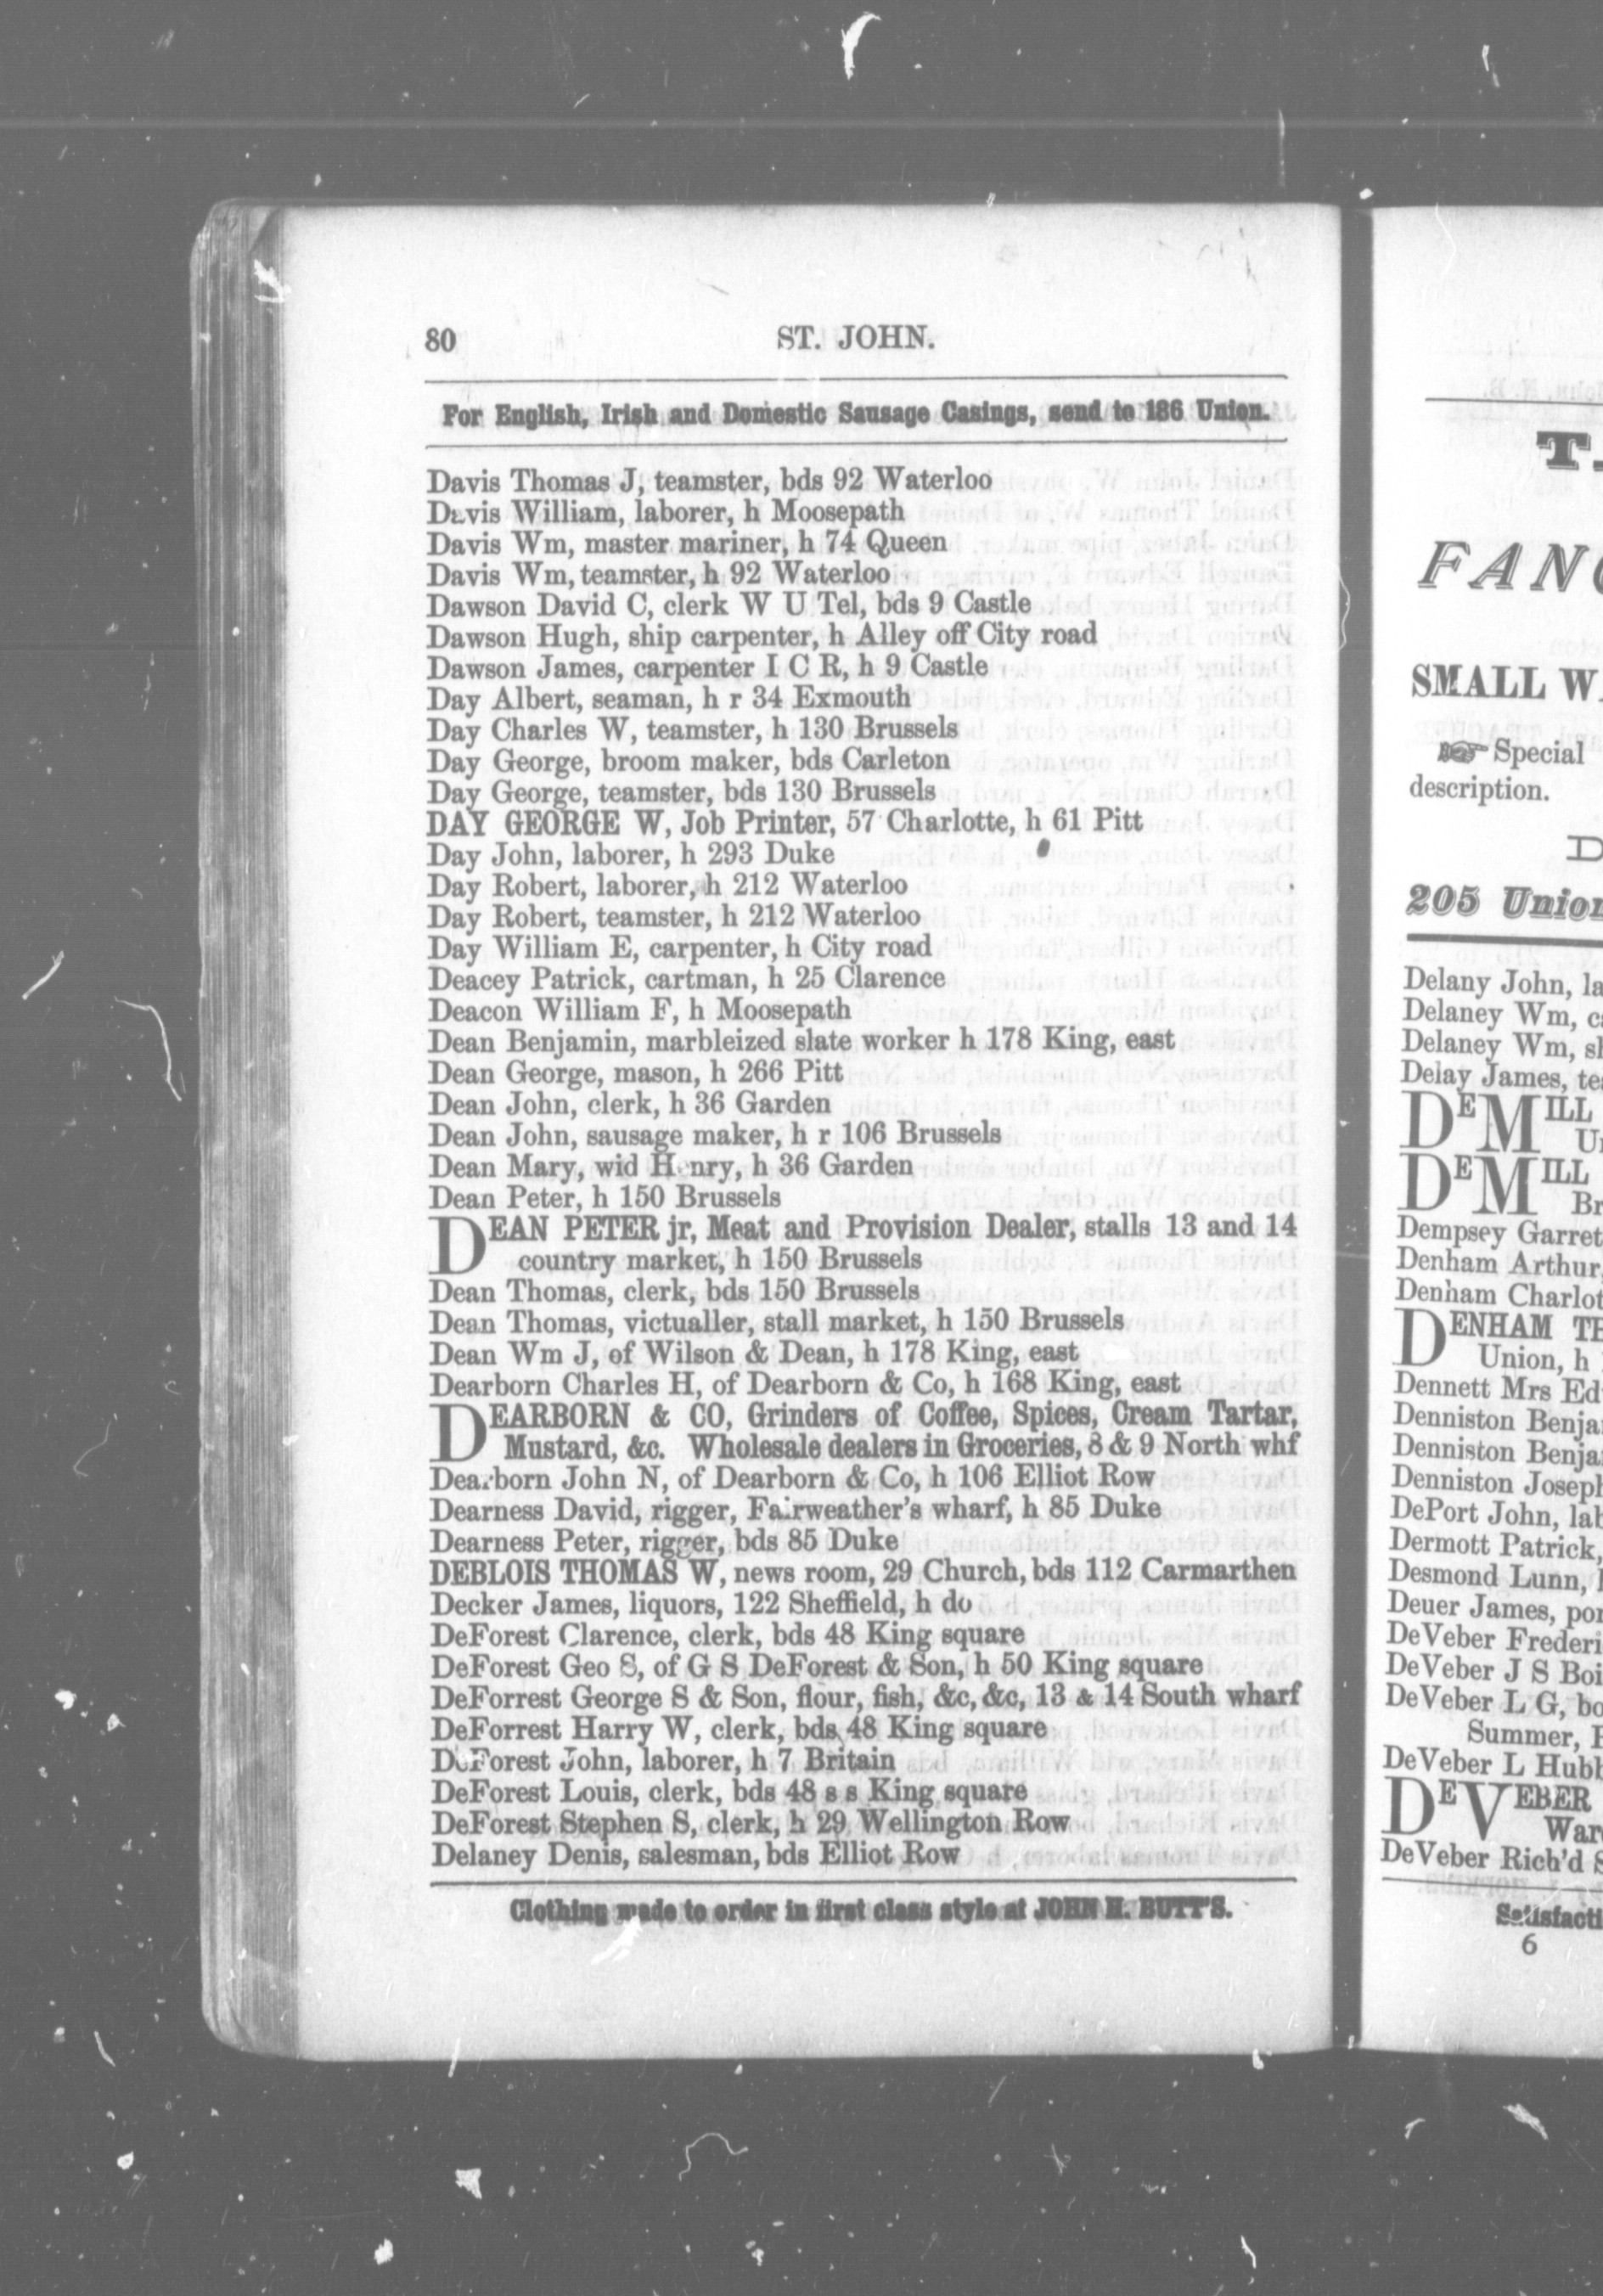 80
ST. JOHN.
For English, Irish and Domestic Sausage Casings, send to 186 Union.
Davis Thomas J, teamster, bds 92 Waterloo
Davis William, laborer, h Moosepath
Davis Wm, master mariner, h 74 Queen
Davis Wm, teamster, h 92 Waterloo
Dawson David C, clerk W U Tel, bds 9 Castle
Dawson Hugh, ship carpenter, h Alley off City road
Dawson James, carpenter I C R, h 9 Castle
Day Albert, seaman, h r 34 Exmouth
Day Charles W, teamster, h 130 Brussels
Day George, broom maker, bds Carleton
Day George, teamster, bds 130 Brussels
DAY GEORGE W, Job Printer, 57 Charlotte, h 61 Pitt
Day John, laborer, h 293 Duke
Day Robert, laborer, h 212 Waterloo
Day Robert, teamster, h 212 Waterloo
Day William E, carpenter, h City road
Deacey Patrick, cartman, h 25 Clarence
Deacon William F, h Moosepath
Dean Benjamin, marbleized slate worker h 178 King, east
Dean George, mason, h 266 Pitt
Dean John, clerk, h 36 Garden
Dean John, sausage maker, h r 106 Brussels
Dean Mary, wid Henry, h 36 Garden
Dean Peter, h 150 Brussels
DEAN PETER jr, Meat and Provision Dealer, stalls 13 and 14
country market, h 150 Brussels
Dean Thomas, clerk, bds 150 Brussels
Dean Thomas, victualler, stall market, h 150 Brussels
Dean Wm J, of Wilson & Dean, h 178 King, east
Dearborn Charles H, of Dearborn & Co, h 168 King, east
DEARBORN & CO, Grinders of Coffee, Spices, Cream Tartar,
Mustard, &c. Wholesale dealers in Groceries, 8 & 9 North whf
Dearborn John N, of Dearborn & Co, h 106 Elliot Row
Dearness David, rigger, Fairweather's wharf, h 85 Duke
Dearness Peter, rigger, bds 85 Duke
DEBLOIS THOMAS W, news room, 29 Church, bds 112 Carmarthen
Decker James, liquors, 122 Sheffield, h do
DeForest Clarence, clerk, bds 48 King square
DeForest Geo S, of G S DeForest & Son, h 50 King square
DeForrest George S & Son, flour, fish, &c, &c, 13 & 14 South wharf
DeForrest Harry W, clerk, bds 48 King square
DeForest John, laborer, h 7 Britain
DeForest Louis, clerk, bds 48 s s King square
DeForest Stephen S, clerk, h 29 Wellington Row
Delaney Denis, salesman, bds Elliot Row
Clothing made to order in first class style at JOHN H. BUTT'S.
T.
FANC
SMALL W
Special
description.
D
205 Union
Delany John, la
Delaney Wm, c
Delaney Wm, sl
Delay James, te
DEMILL
DEMILL
Br
Dempsey Garret
Denham Arthur,
Denham Charlot
DENHAM
Union, h
Dennett Mrs Ed
Denniston Benja
Denniston Benja
Denniston Joseph
DePort John, lab
Dermott Patrick,
Desmond Lunn,
Deuer James, por
DeVeber Frederi
DeVeber J S Boi
DeVeber L G, bo
Summer,
DeVeber L Hubb
DEVEBER
War
DeVeber Rich'd S
Satisfacti
6